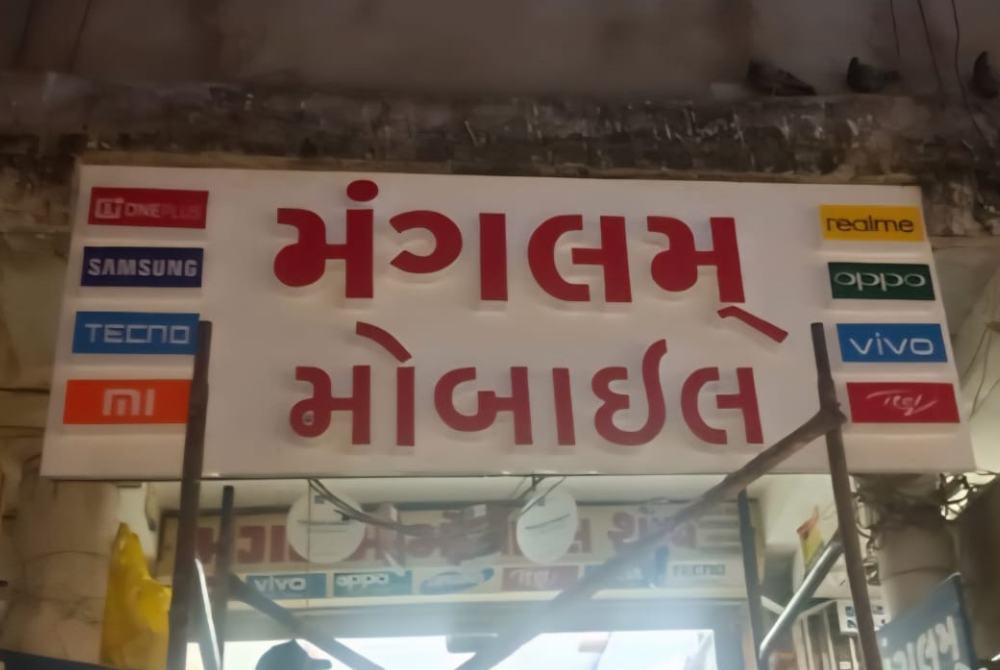 મંગલમ્
મોબાઈલ
ONEPLUS
SAMSUNG
TECNO
mi
realme
oppo
vivo
itel
vivo
oppo
TECNO